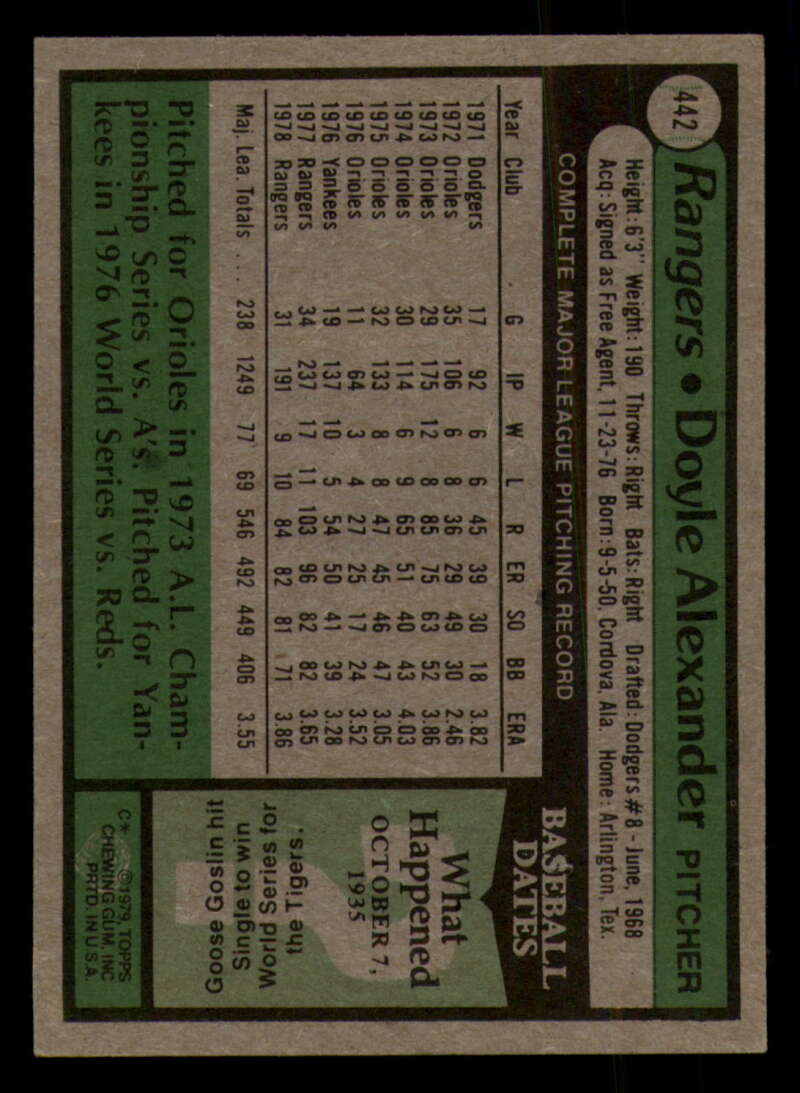 442
Rangers • Doyle Alexander PITCHER
Height: 6'3" Weight: 190 Throws: Right Bats: Right Drafted: Dodgers #8 - June, 1968
Acq: Signed as Free Agent, 11-23-76 Born: 9-5-50, Cordova, Ala. Home: Arlington, Tex.
COMPLETE MAJOR LEAGUE PITCHING RECORD
Year Club G IP W L R ER SO BB ERA
1971 Dodgers 17 92 6 6 45 39 30 18 3.82
1972 Orioles 35 106 6 8 36 29 49 30 2.46
1973 Orioles 29 175 12 8 85 75 63 52 3.86
1974 Orioles 30 114 6 9 65 51 40 43 4.03
1975 Orioles 32 133 8 8 47 45 46 47 3.05
1976 Orioles 11 64 3 4 27 25 17 24 3.52
1976 Yankees 19 137 10 5 54 50 41 39 3.28
1977 Rangers 34 237 17 11 103 96 82 82 3.65
1978 Rangers 31 191 9 10 84 82 81 71 3.86
Maj. Lea. Totals ... 238 1249 77 69 546 492 449 406 3.55
Pitched for Orioles in 1973 A.L. Cham-
pionship Series vs. A's. Pitched for Yan-
kees in 1976 World Series vs. Reds.
BASEBALL
DATES
What
Happened
OCTOBER 7,
1935
Goose Goslin hit
Single to win
World Series for
the Tigers.
C* ©1979, TOPPS
CHEWING GUM, INC
PRTD. IN U.S.A.